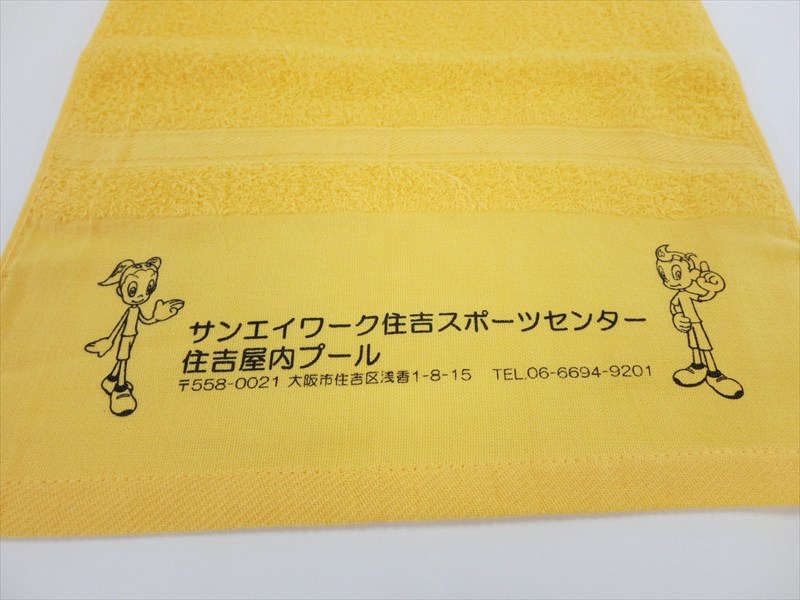 サンエイワーク住吉スポーツセンター
住吉屋内プール
〒558-0021 大阪市住吉区浅香1-8-15 TEL.06-6694-9201